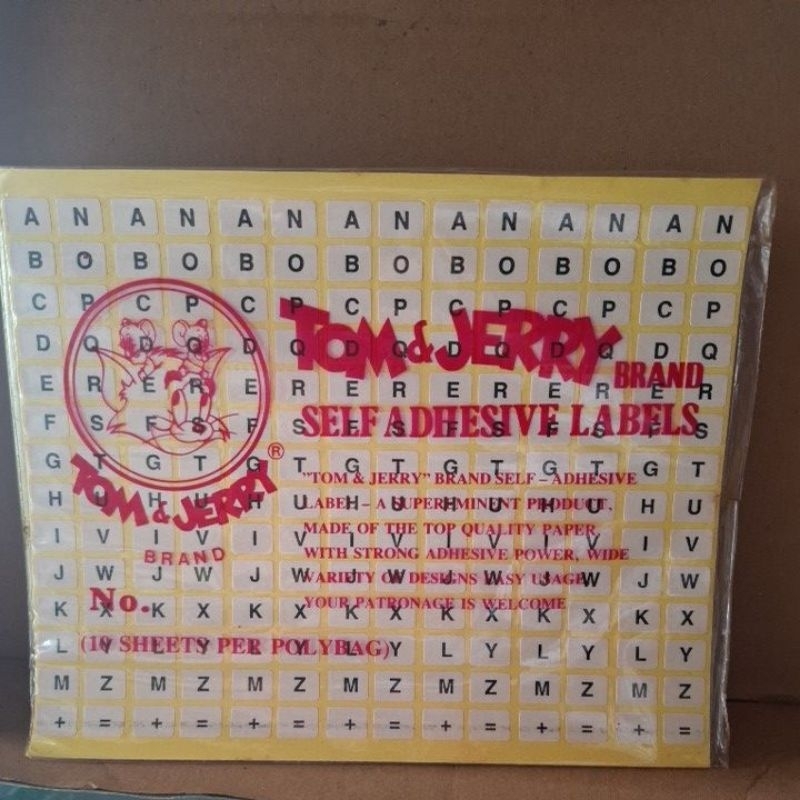 A N A N A N A N A N A N A N
B O B O B O B O B O B O B O
C P C P C P C P C P C P C P
D Q D Q D Q D Q D Q D Q D Q
E R E R E R E R E R E R E R
F S F S F S F S F S F S F S
G T G T G T G T G T G T G T
H U H U H U H U H U H U H U
I V I V I V I V I V I V I V
J W J W J W J W J W J W J W
K X K X K X K X K X K X K X
L Y L Y L Y L Y L Y L Y L Y
M Z M Z M Z M Z M Z M Z M Z
+ = + = + = + = + = + = + =
TOM & JERRY BRAND
SELF ADHESIVE LABELS
TOM & JERRY ®
BRAND
"TOM & JERRY" BRAND SELF - ADHESIVE
LABEL - A SUPERMINENT PRODUCT,
MADE OF THE TOP QUALITY PAPER,
WITH STRONG ADHESIVE POWER, WIDE
VARIETY OF DESIGNS EASY USAGE
YOUR PATRONAGE IS WELCOME
No.
(10 SHEETS PER POLYBAG)